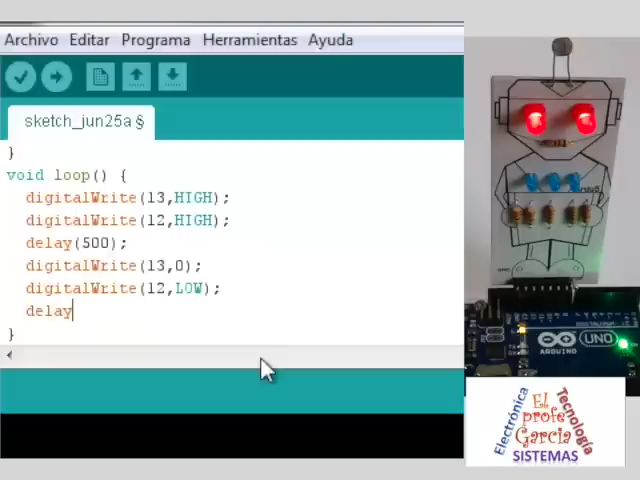 Archivo Editar Programa Herramientas Ayuda
sketch_jun25a §
}
void loop() {
digitalWrite(13,HIGH);
digitalWrite(12,HIGH);
delay(500);
digitalWrite(13,0);
digitalWrite(12,LOW);
delay
}
ARDUINO
UNO
Electrónica
El profe García
Tecnología
SISTEMAS